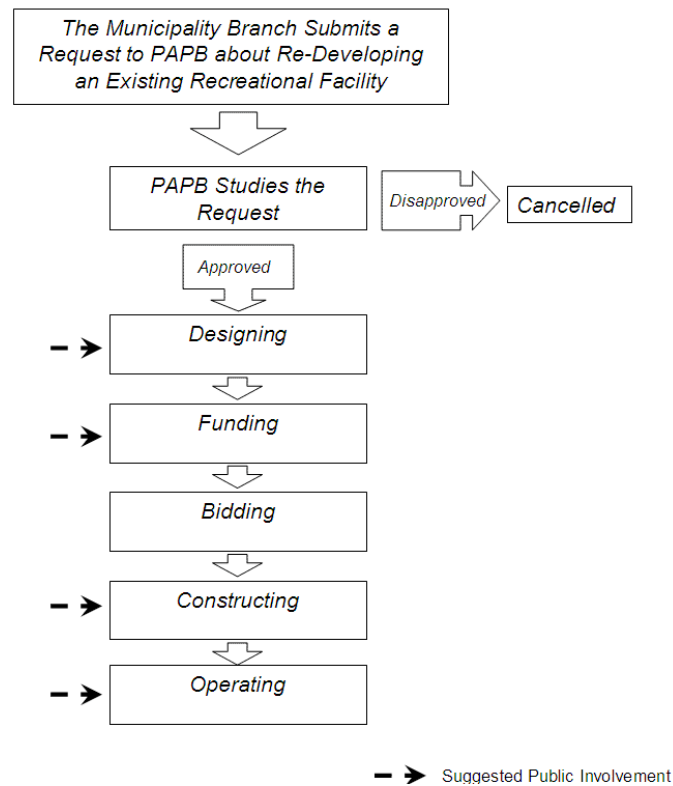 The Municipality Branch Submits a
Request to PAPB about Re-Developing
an Existing Recreational Facility
PAPB Studies the
Request
Disapproved
Cancelled
Approved
Designing
Funding
Bidding
Constructing
Operating
Suggested Public Involvement